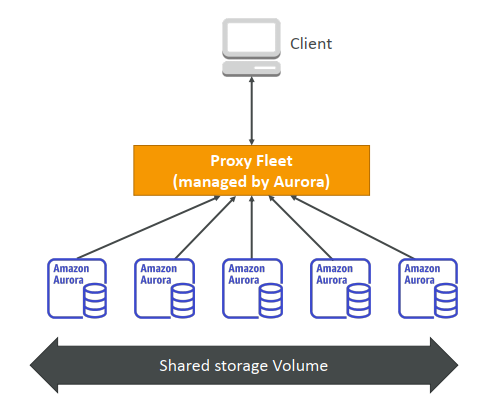 Client
Proxy Fleet
(managed by Aurora)
Amazon
Aurora
Amazon
Aurora
Amazon
Aurora
Amazon
Aurora
Amazon
Aurora
Shared storage Volume